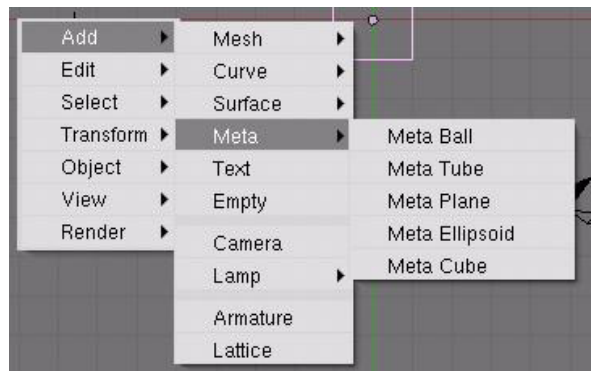 Add
Edit
Select
Transform
Object
View
Render
Mesh
Curve
Surface
Meta
Text
Empty
Camera
Lamp
Armature
Lattice
Meta Ball
Meta Tube
Meta Plane
Meta Ellipsoid
Meta Cube